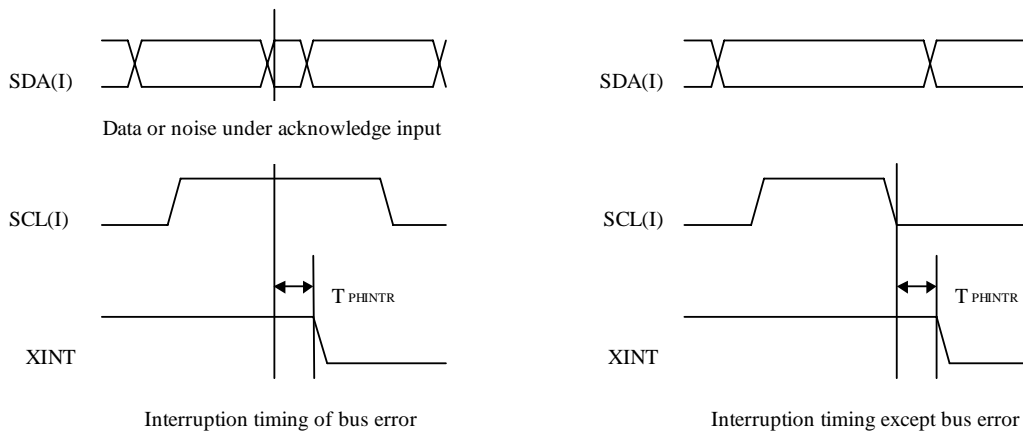 SDA(I)
Data or noise under acknowledge input
SCL(I)
T PHINTR
XINT
Interruption timing of bus error
SDA(I)
SCL(I)
T PHINTR
XINT
Interruption timing except bus error